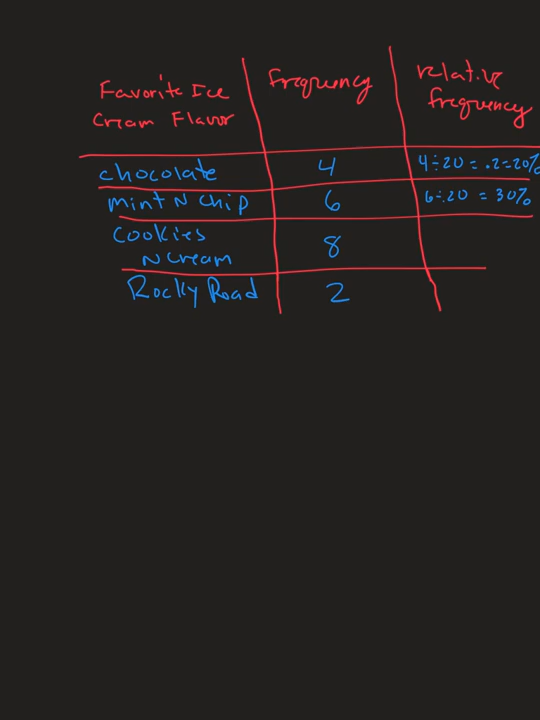 Favorite Ice
Cream Flavor
frequency
relative
frequency
chocolate
4
4÷20 = .2=20%
mint N chip
6
6÷20 = 30%
Cookies
N Cream
8
Rocky Road
2